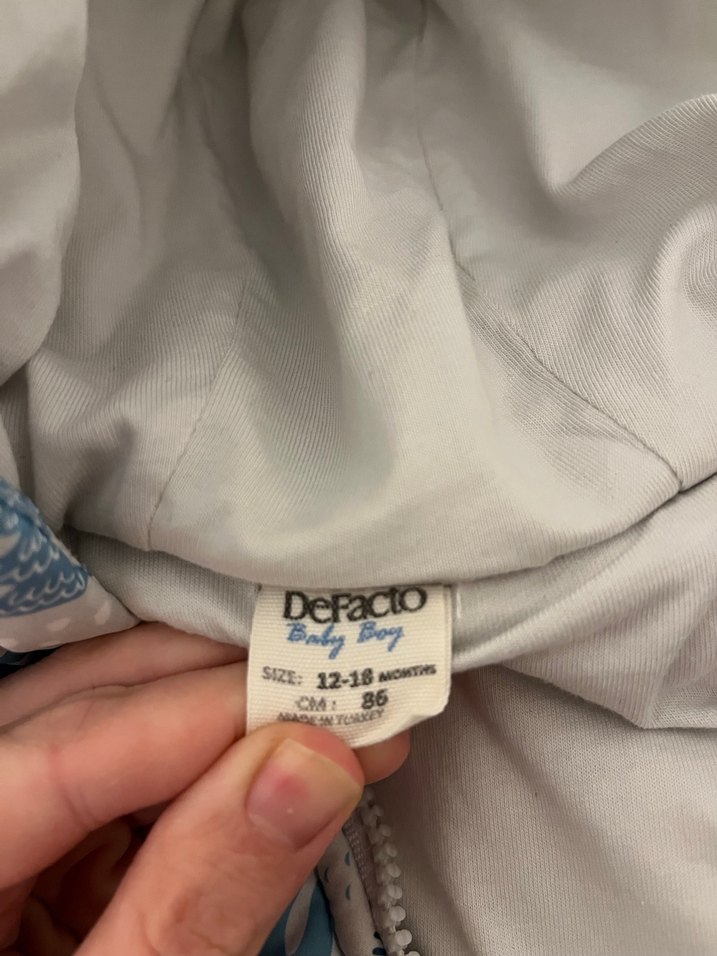 DeFacto
Baby Boy
SIZE: 12-18 MONTHS
CM: 86
MADE IN TURKEY